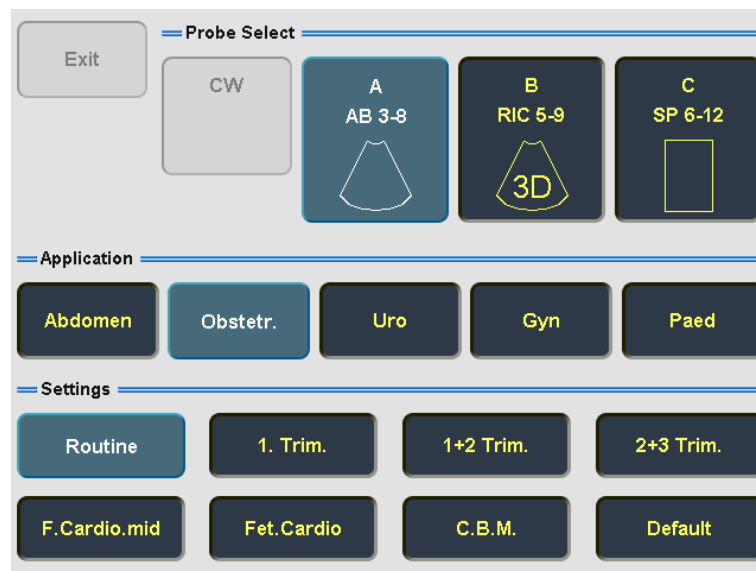 Exit
Probe Select
CW
A
AB 3-8
B
RIC 5-9
3D
C
SP 6-12
Application
Abdomen
Obstetr.
Uro
Gyn
Paed
Settings
Routine
1. Trim.
1+2 Trim.
2+3 Trim.
F.Cardio.mid
Fet.Cardio
C.B.M.
Default